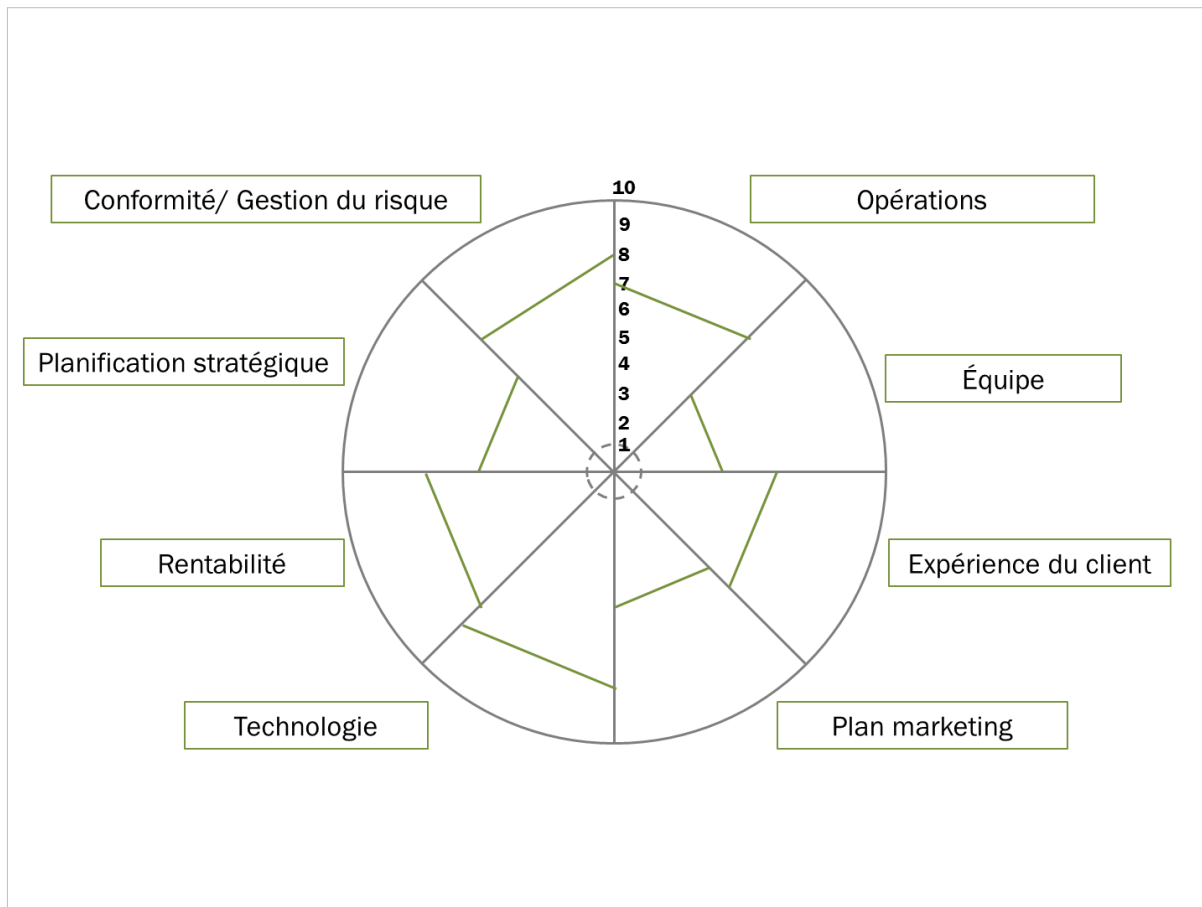 10
Conformité/ Gestion du risque
Opérations
9
8
7
6
5
Planification stratégique
4
Équipe
3
2
1
Rentabilité
Expérience du client
Technologie
Plan marketing